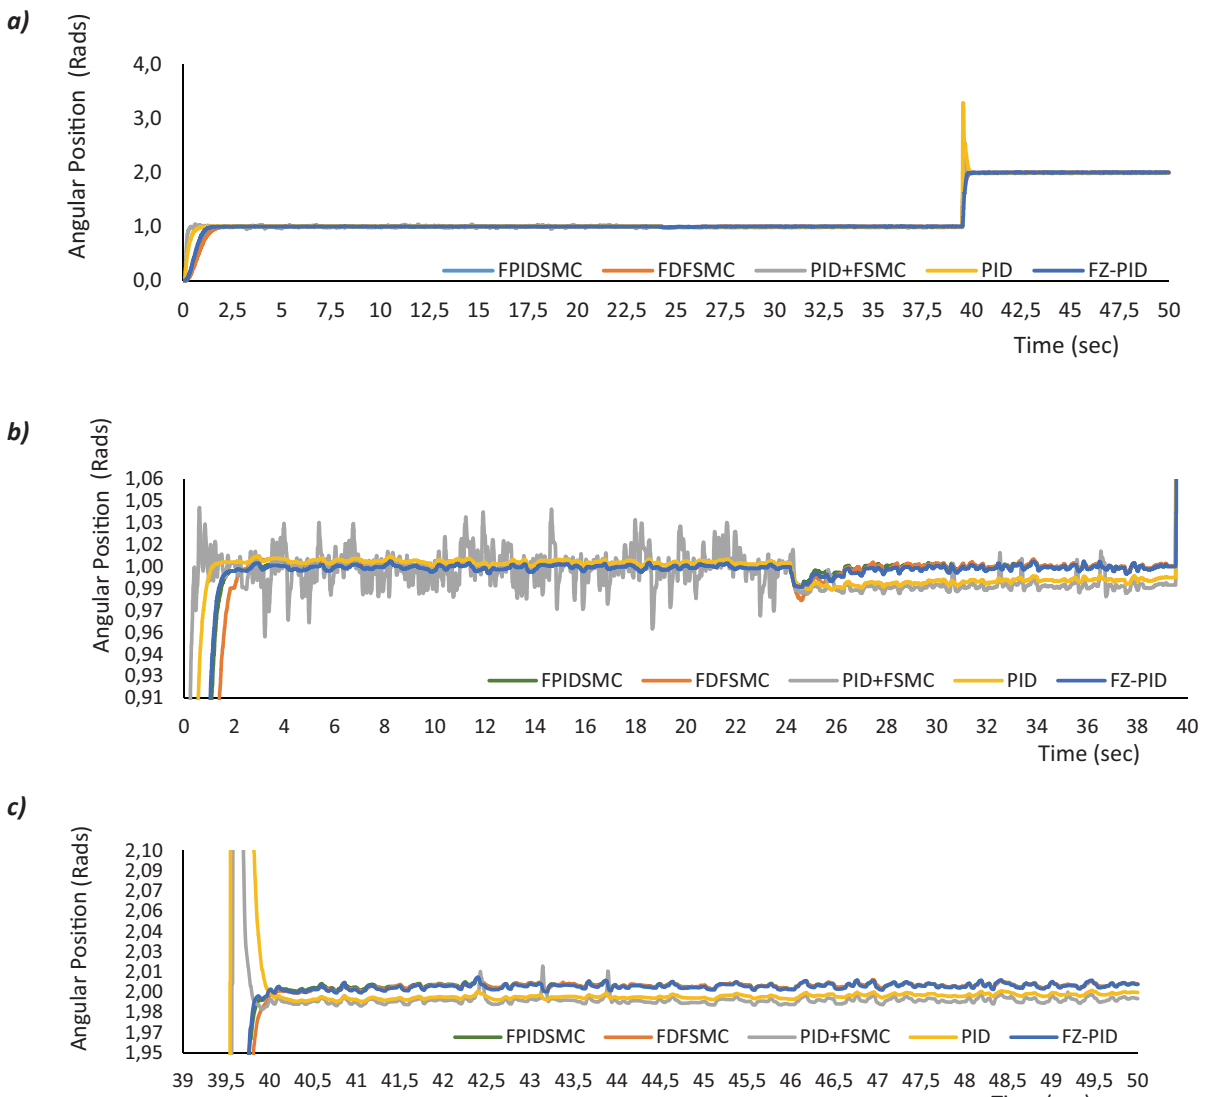 a)
Angular Position (Rads)
4,0
3,0
2,0
1,0
0,0
FPIDSMC FDFSMC PID+FSMC PID FZ-PID
0 2,5 5 7,5 10 12,5 15 17,5 20 22,5 25 27,5 30 32,5 35 37,5 40 42,5 45 47,5 50
Time (sec)
b)
Angular Position (Rads)
1,06
1,05
1,03
1,02
1,00
0,99
0,97
0,96
0,94
0,93
0,91
FPIDSMC FDFSMC PID+FSMC PID FZ-PID
0 2 4 6 8 10 12 14 16 18 20 22 24 26 28 30 32 34 36 38 40
Time (sec)
c)
Angular Position (Rads)
2,10
2,09
2,07
2,06
2,04
2,03
2,01
2,00
1,98
1,97
1,95
FPIDSMC FDFSMC PID+FSMC PID FZ-PID
39 39,5 40 40,5 41 41,5 42 42,5 43 43,5 44 44,5 45 45,5 46 46,5 47 47,5 48 48,5 49 49,5 50